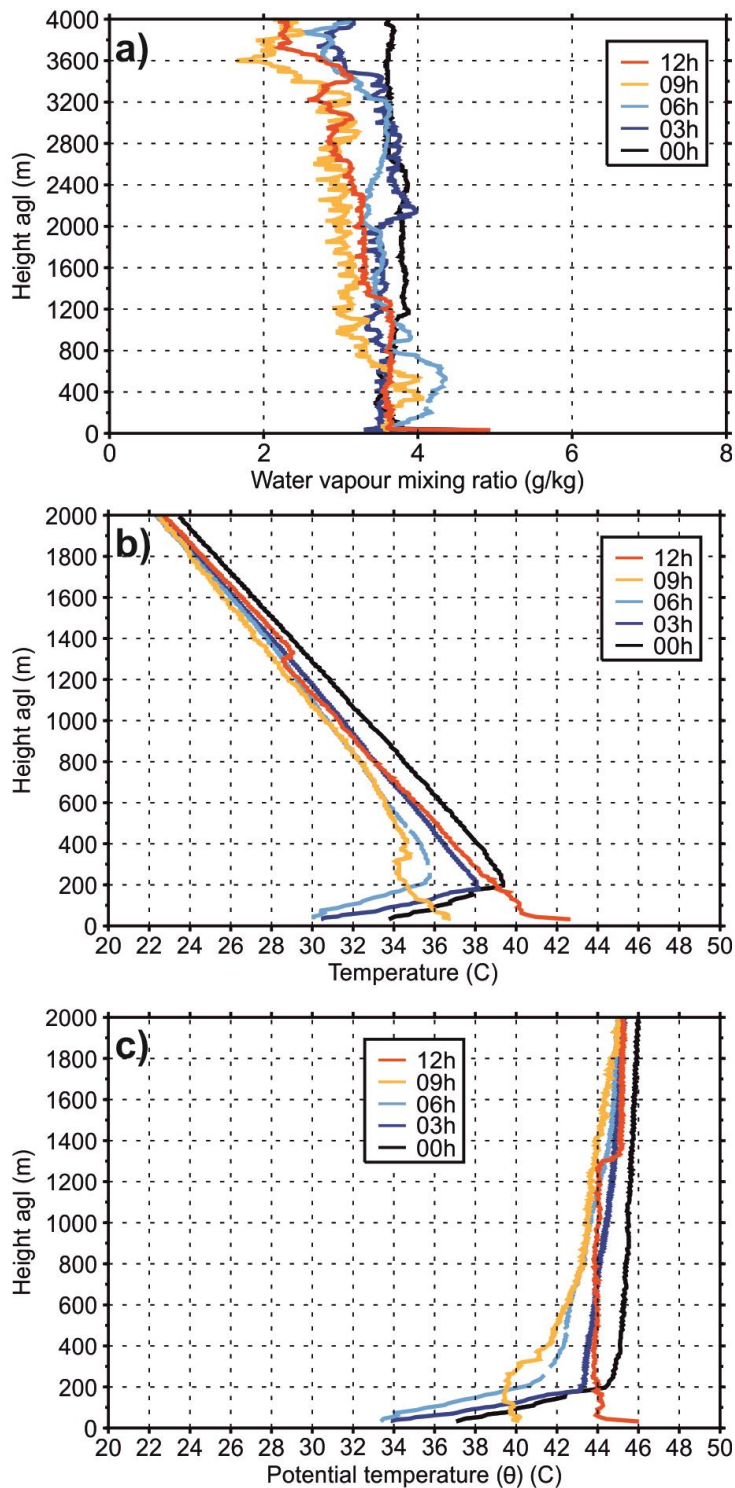 a)
4000
3600
3200
2800
2400
2000
1600
1200
800
400
0
Height agl (m)
12h
09h
06h
03h
00h
0 2 4 6 8
Water vapour mixing ratio (g/kg)
b)
2000
1800
1600
1400
1200
1000
800
600
400
200
0
Height agl (m)
12h
09h
06h
03h
00h
20 22 24 26 28 30 32 34 36 38 40 42 44 46 48 50
Temperature (C)
c)
2000
1800
1600
1400
1200
1000
800
600
400
200
0
Height agl (m)
12h
09h
06h
03h
00h
20 22 24 26 28 30 32 34 36 38 40 42 44 46 48 50
Potential temperature (θ) (C)